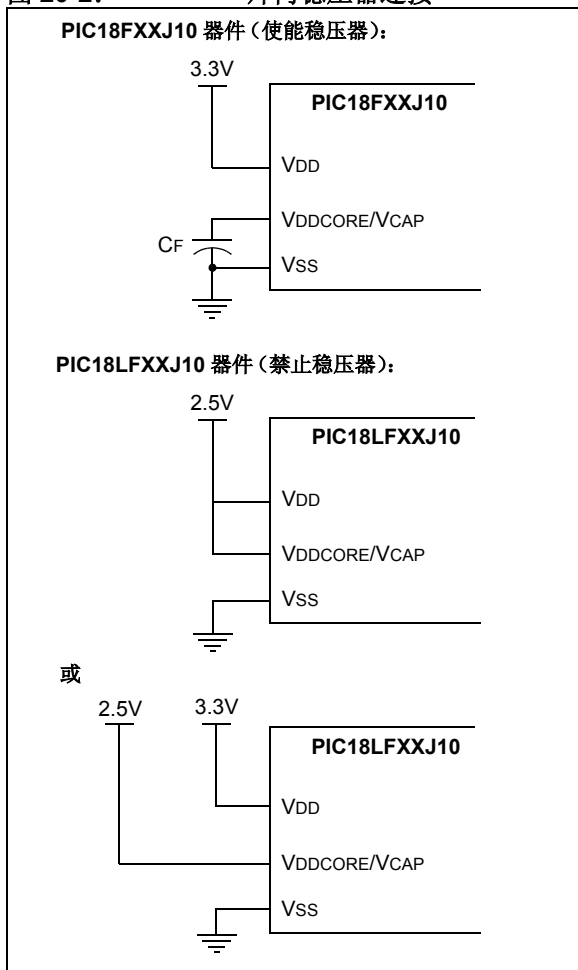 PIC18FXXJ10 器件（使能稳压器）：
3.3V
PIC18FXXJ10
VDD
VDDCORE/VCAP
CF
VSS
PIC18LFXXJ10 器件（禁止稳压器）：
2.5V
PIC18LFXXJ10
VDD
VDDCORE/VCAP
VSS
或
2.5V 3.3V
PIC18LFXXJ10
VDD
VDDCORE/VCAP
VSS